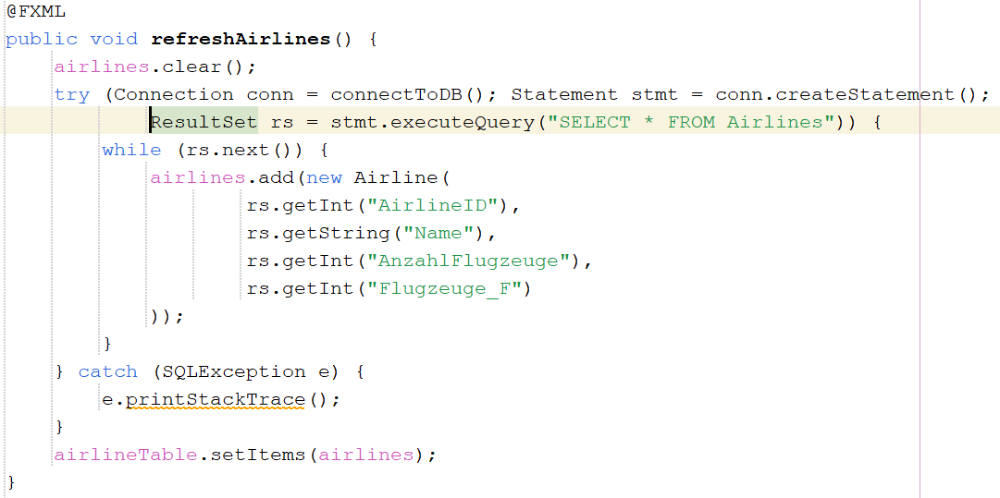 @FXML
public void refreshAirlines() {
airlines.clear();
try (Connection conn = connectToDB(); Statement stmt = conn.createStatement();
ResultSet rs = stmt.executeQuery("SELECT * FROM Airlines")) {
while (rs.next()) {
airlines.add(new Airline(
rs.getInt("AirlineID"),
rs.getString("Name"),
rs.getInt("AnzahlFlugzeuge"),
rs.getInt("Flugzeuge_F")
));
}
} catch (SQLException e) {
e.printStackTrace();
}
airlineTable.setItems(airlines);
}